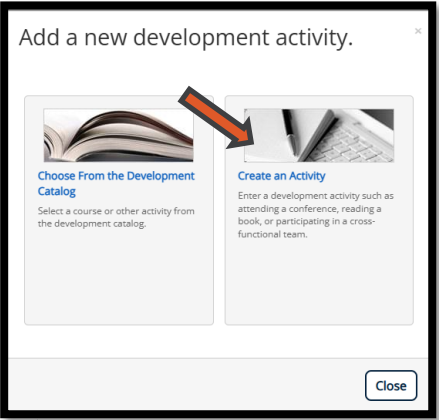 Add a new development activity.
×
Choose From the Development
Catalog
Select a course or other activity from
the development catalog.
Create an Activity
Enter a development activity such as
attending a conference, reading a
book, or participating in a cross-
functional team.
Close